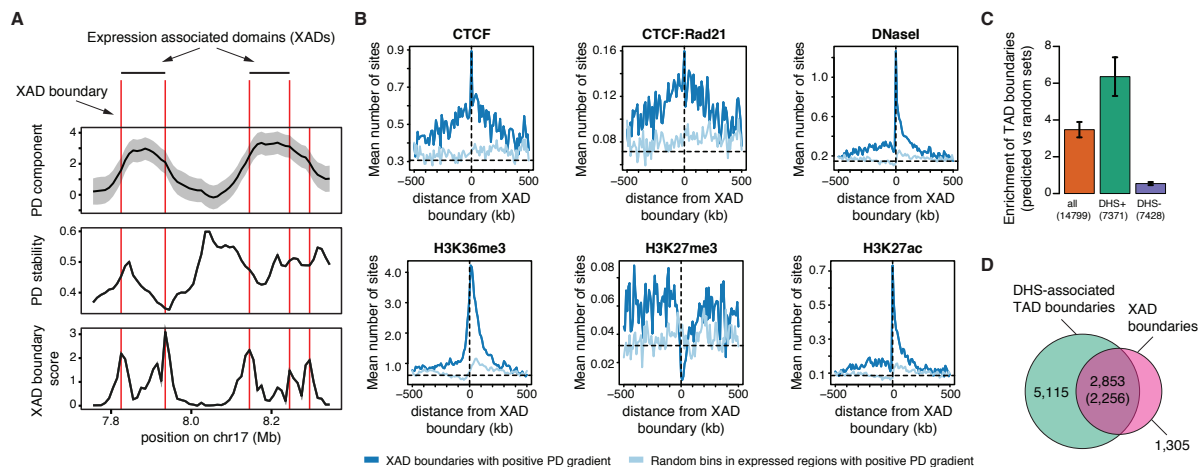 A
Expression associated domains (XADs)
XAD boundary
PD component
4
3
2
1
0
PD stability
0.6
0.5
0.4
XAD boundary
score
3
2
1
0
7.8
8.0
8.2
position on chr17 (Mb)
B
CTCF
Mean number of sites
0.9
0.7
0.5
0.3
−500
0
500
distance from XAD
boundary (kb)
CTCF:Rad21
Mean number of sites
0.16
0.12
0.08
−500
0
500
distance from XAD
boundary (kb)
DNaseI
Mean number of sites
1.2
0.8
0.2
−500
0
500
distance from XAD
boundary (kb)
H3K36me3
Mean number of sites
4.0
3.0
2.0
1.0
−500
0
500
distance from XAD
boundary (kb)
H3K27me3
Mean number of sites
0.08
0.06
0.04
0.02
−500
0
500
distance from XAD
boundary (kb)
H3K27ac
Mean number of sites
0.7
0.5
0.3
0.1
−500
0
500
distance from XAD
boundary (kb)
XAD boundaries with positive PD gradient
Random bins in expressed regions with positive PD gradient
C
Enrichment of TAD boundaries
(predicted vs random sets)
8
6
4
2
0
all
(14799)
DHS+
(7371)
DHS-
(7428)
D
DHS-associated
TAD boundaries
XAD
boundaries
5,115
2,853
(2,256)
1,305